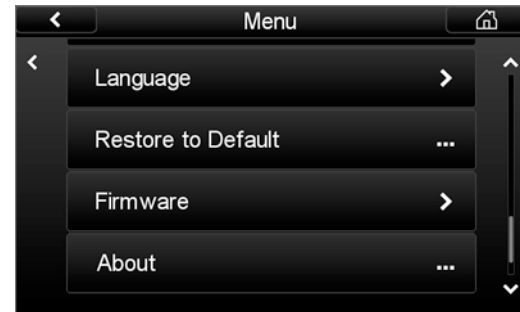 Menu
Language
Restore to Default
...
Firmware
About
...